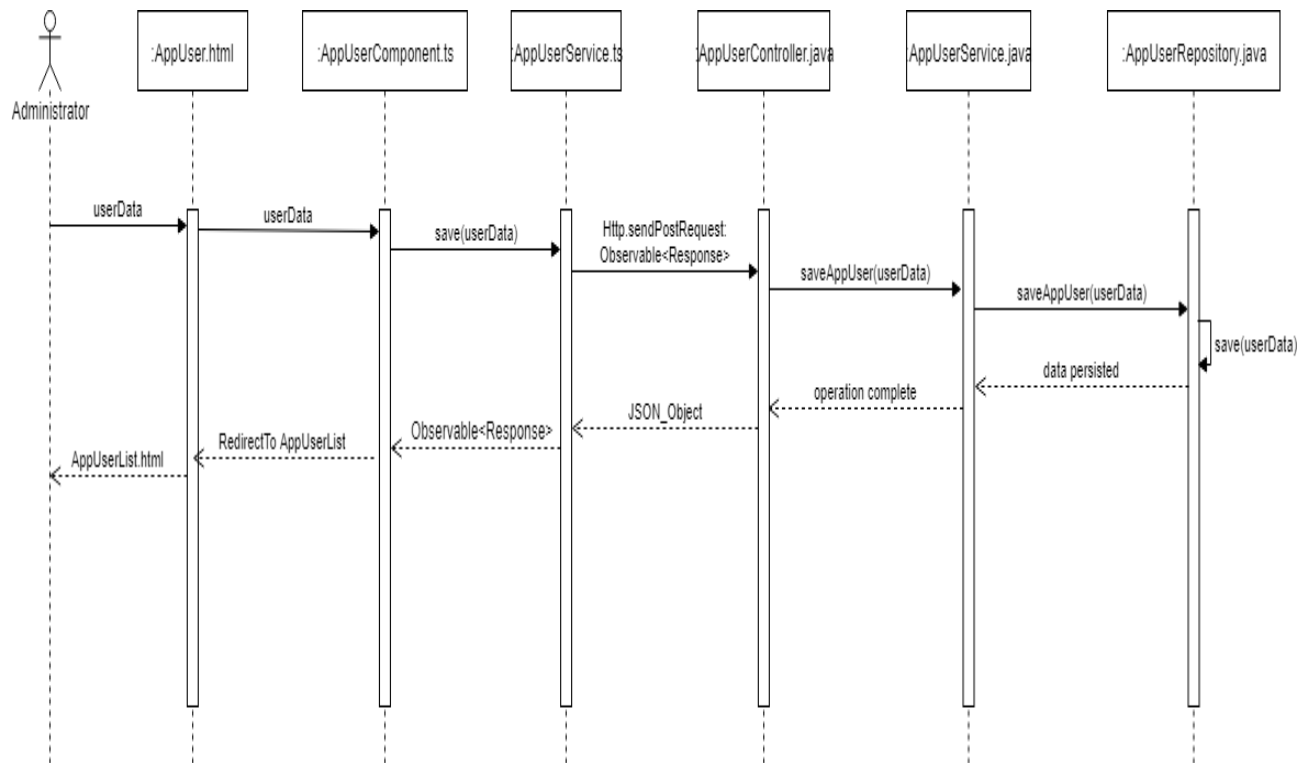 :AppUser.html
:AppUserComponent.ts
:AppUserService.ts
:AppUserController.java
:AppUserService.java
:AppUserRepository.java
Administrator
userData
userData
save(userData)
Http.sendPostRequest:
Observable<Response>
saveAppUser(userData)
saveAppUser(userData)
save(userData)
data persisted
operation complete
JSON_Object
Observable<Response>
RedirectTo AppUserList
AppUserList.html